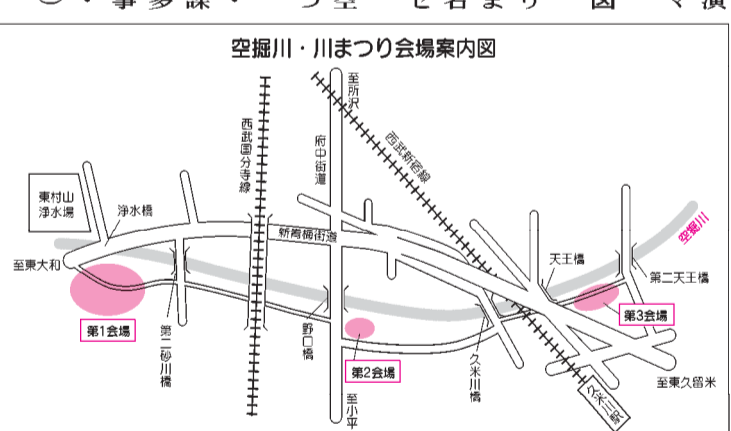 空堀川・川まつり会場案内図
至所沢
西武国分寺線
府中街道
西武新宿線
東村山
浄水場
浄水橋
新青梅街道
空堀川
至東大和
天王橋
第二天王橋
第1会場
第二砂川橋
野口橋
第2会場
久米川橋
第3会場
至東久留米
久米川駅
至小平